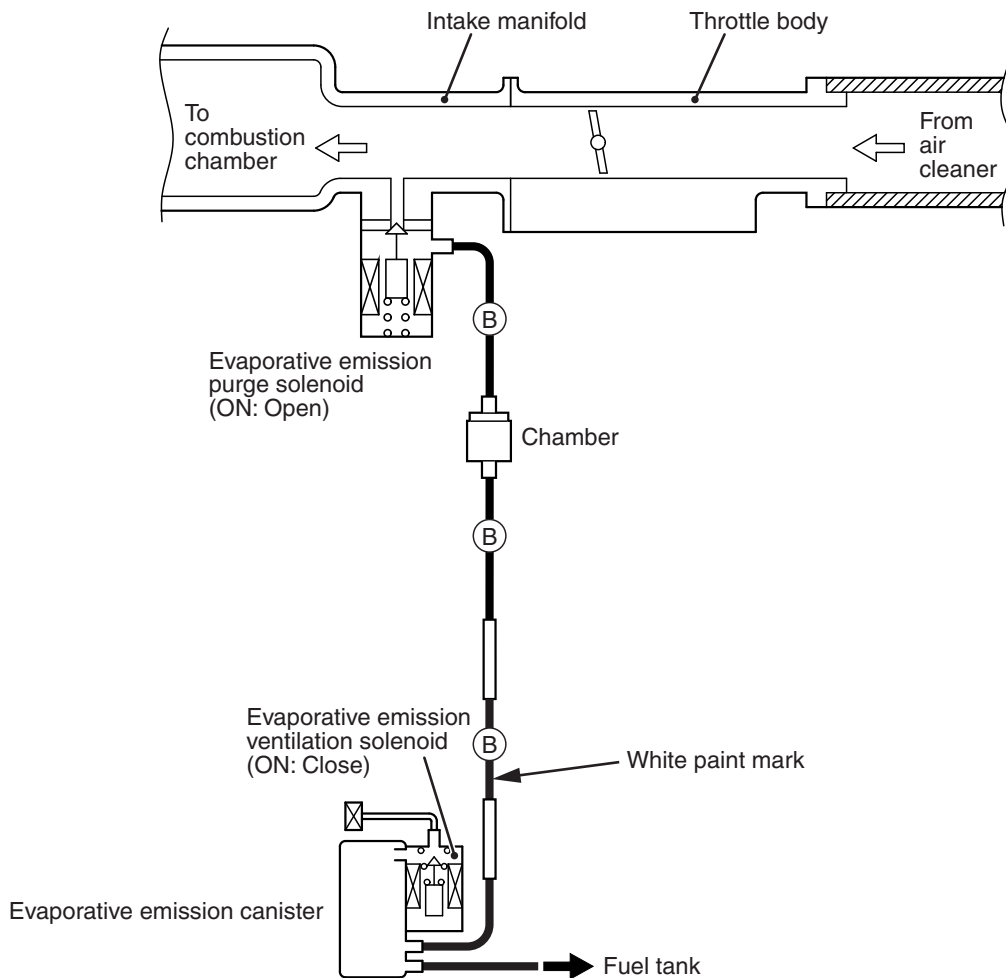 Intake manifold
Throttle body
To
combustion
chamber
From
air
cleaner
B
Evaporative emission
purge solenoid
(ON: Open)
Chamber
B
Evaporative emission
ventilation solenoid
(ON: Close)
B
White paint mark
Evaporative emission canister
Fuel tank